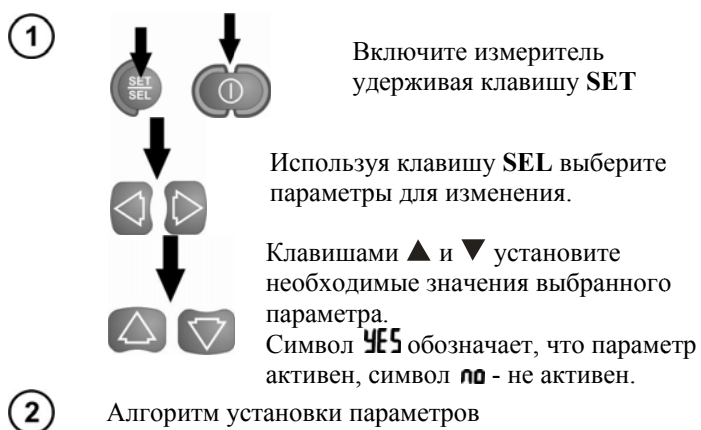 1
SET
SEL
Включите измеритель
удерживая клавишу SET
Используя клавишу SEL выберите
параметры для изменения.
Клавишами ▲ и ▼ установите
необходимые значения выбранного
параметра.
Символ YES обозначает, что параметр
активен, символ no - не активен.
2 Алгоритм установки параметров